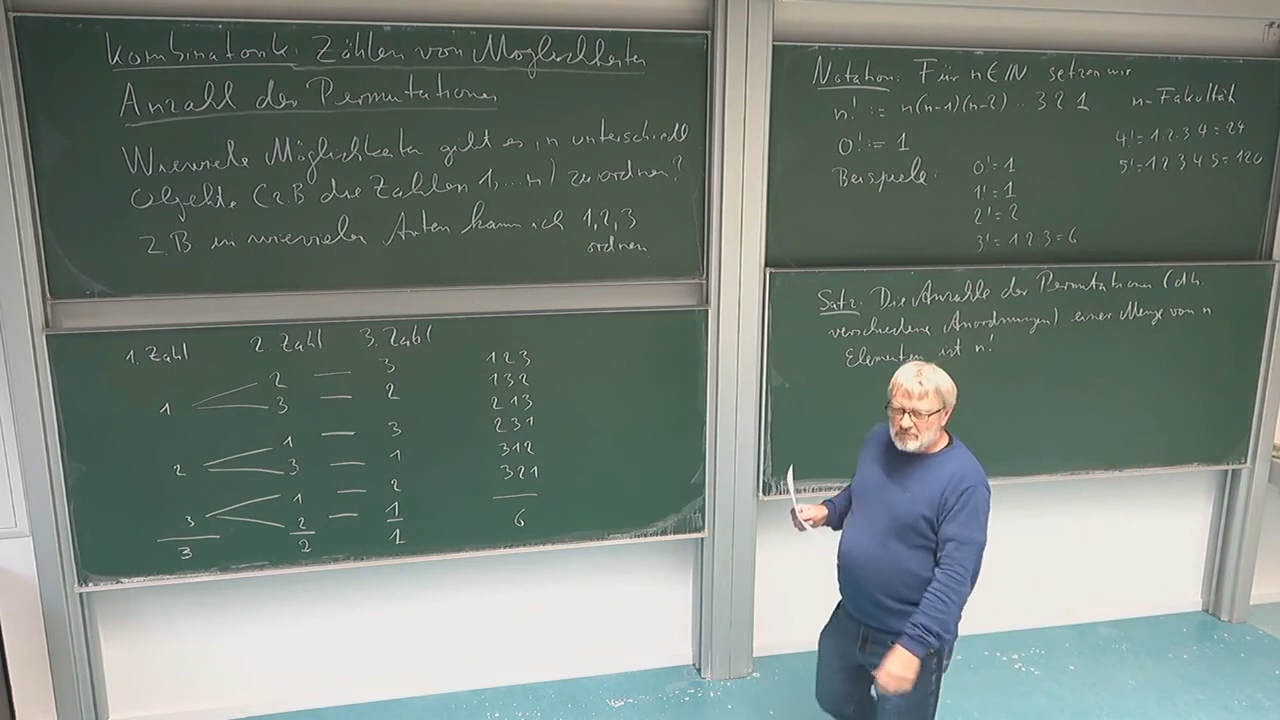 Kombinatorik: Zählen von Möglichkeiten
Anzahl der Permutationen
Wieviele Möglichkeiten gibt es, n unterschiedl
Objekte (z.B die Zahlen 1, ... n) zu ordnen?
Z.B in wievielen Arten kann ich 1, 2, 3
ordnen
1. Zahl 2. Zahl 3. Zahl
2 — 3
1
3 — 2
1 — 3
2
3 — 1
1 — 2
3
2 — 1
3 2 1
123
132
213
231
312
321
6
Notation: Für n ∈ ℕ setzen wir
n! := n(n-1)(n-2) .. 3 2 1 n-Fakultät
0! := 1
Beispiele: 0! = 1
1! = 1
2! = 2
3! = 1 2 · 3 = 6
4! = 1 · 2 · 3 4 = 24
5! = 1 2 3 4 5 = 120
Satz: Die Anzahle der Permutationen (dh.
verschiedene Anordnungen) einer Menge von n
Elementen ist n!